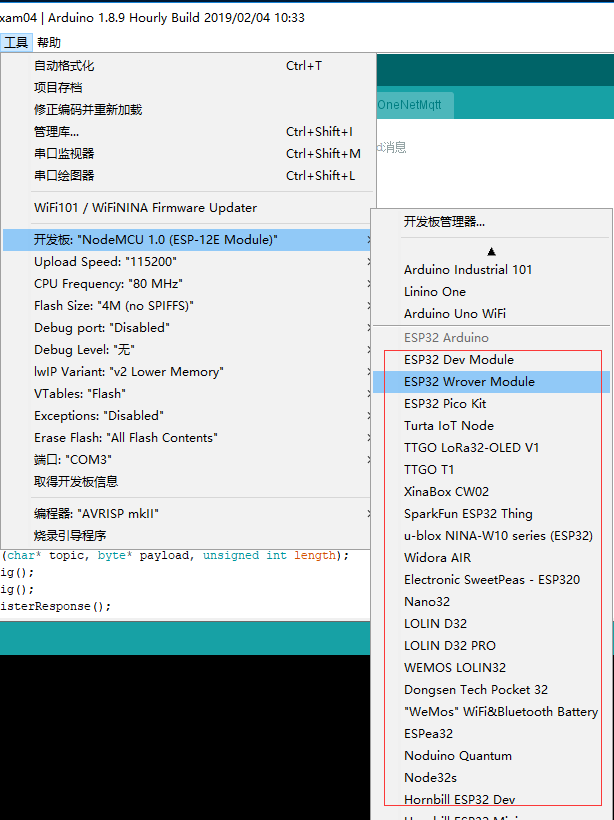 xam04 | Arduino 1.8.9 Hourly Build 2019/02/04 10:33
工具 帮助
自动格式化 Ctrl+T
项目存档
修正编码并重新加载
管理库... Ctrl+Shift+I
串口监视器 Ctrl+Shift+M
串口绘图器 Ctrl+Shift+L
WiFi101 / WiFiNINA Firmware Updater
开发板: "NodeMCU 1.0 (ESP-12E Module)"
Upload Speed: "115200"
CPU Frequency: "80 MHz"
Flash Size: "4M (no SPIFFS)"
Debug port: "Disabled"
Debug Level: "无"
lwIP Variant: "v2 Lower Memory"
VTables: "Flash"
Exceptions: "Disabled"
Erase Flash: "All Flash Contents"
端口: "COM3"
取得开发板信息
编程器: "AVRISP mkII"
烧录引导程序
OneNetMqtt
d消息
开发板管理器...
Arduino Industrial 101
Linino One
Arduino Uno WiFi
ESP32 Arduino
ESP32 Dev Module
ESP32 Wrover Module
ESP32 Pico Kit
Turta IoT Node
TTGO LoRa32-OLED V1
TTGO T1
XinaBox CW02
SparkFun ESP32 Thing
u-blox NINA-W10 series (ESP32)
Widora AIR
Electronic SweetPeas - ESP320
Nano32
LOLIN D32
LOLIN D32 PRO
WEMOS LOLIN32
Dongsen Tech Pocket 32
"WeMos" WiFi&Bluetooth Battery
ESPea32
Noduino Quantum
Node32s
Hornbill ESP32 Dev
(char* topic, byte* payload, unsigned int length);
ig();
ig();
isterResponse();